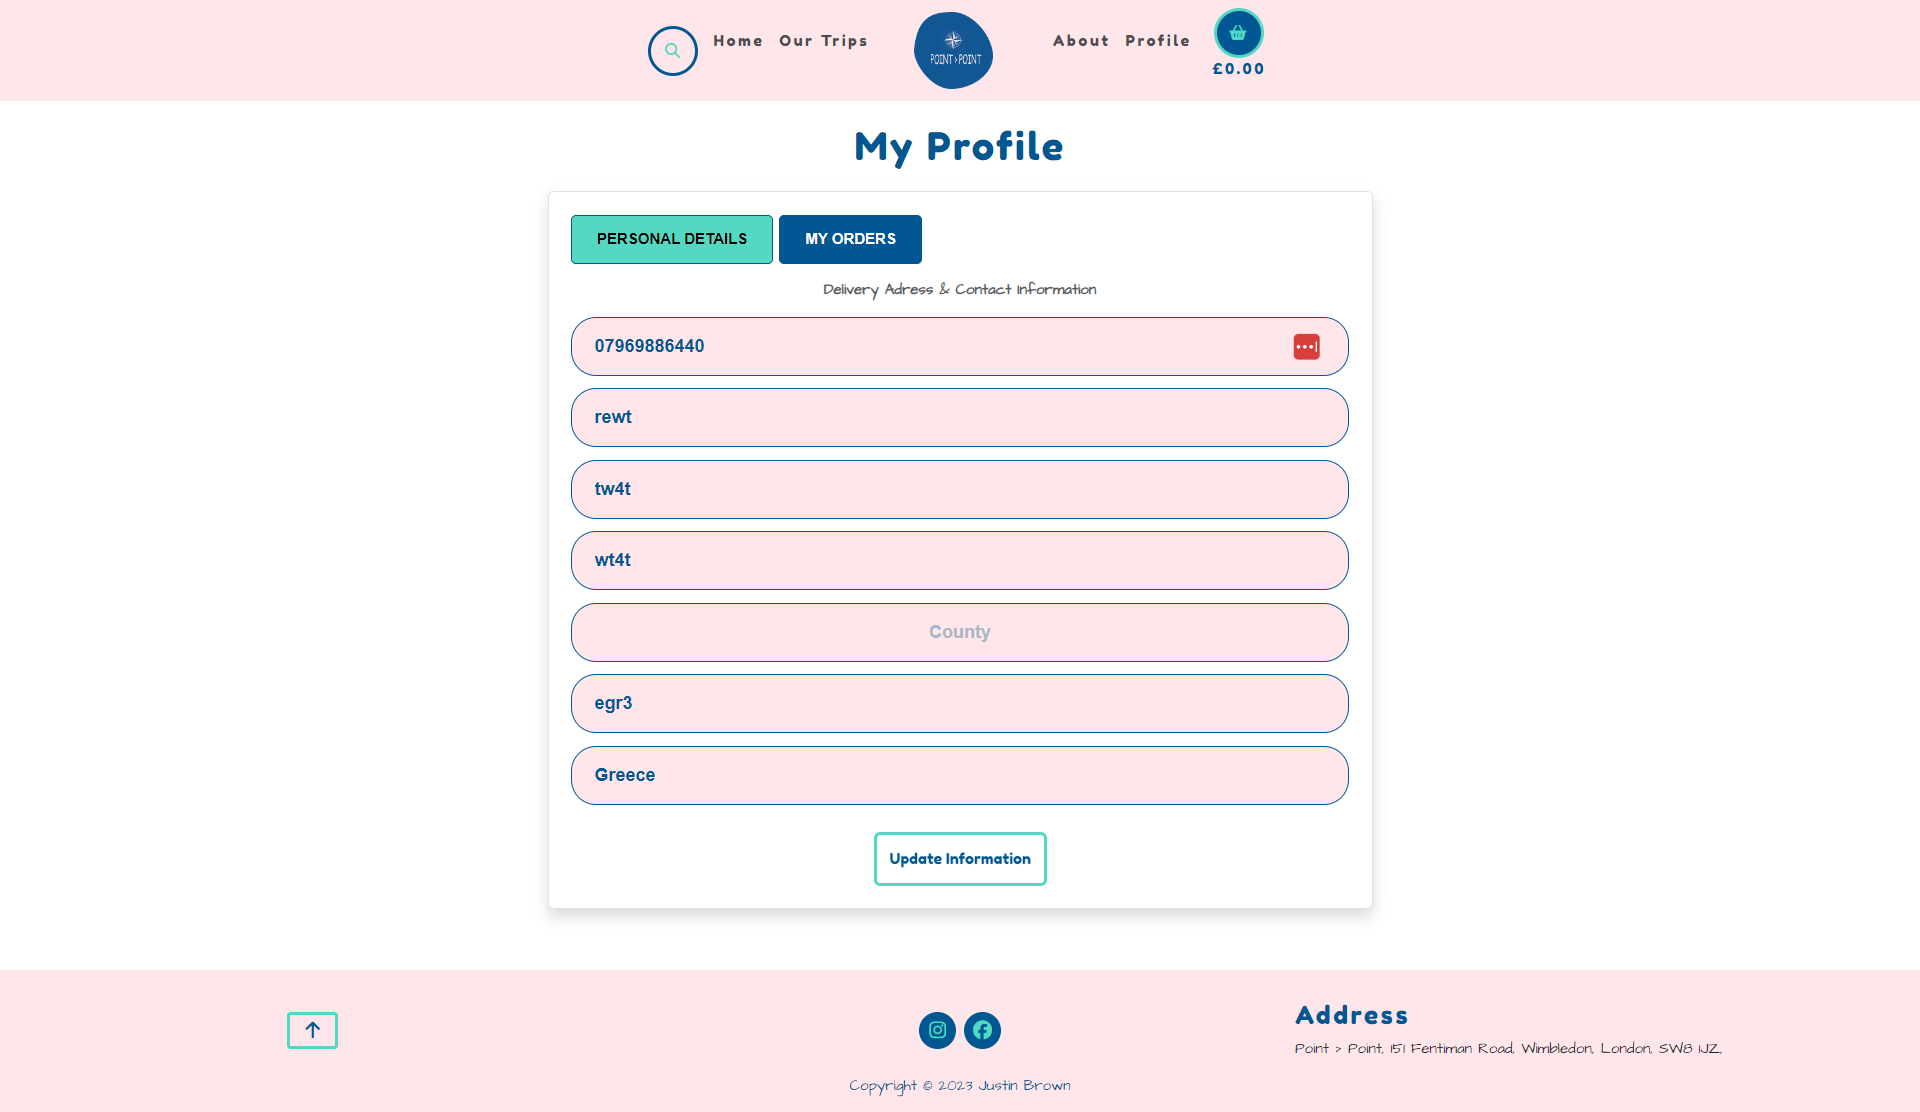 Home Our Trips
POINT > POINT
About Profile
£0.00
My Profile
PERSONAL DETAILS
MY ORDERS
Delivery Adress & Contact Information
07969886440
rewt
tw4t
wt4t
County
egr3
Greece
Update Information
Address
Point > Point, 151 Fentiman Road, Wimbledon, London, SW8 1JZ,
Copyright © 2023 Justin Brown